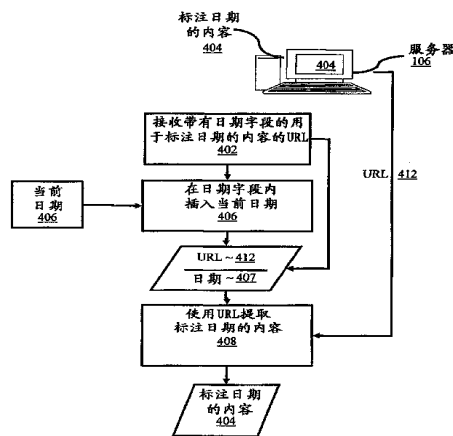 标注日期
的内容
404
404
服务器
106
接收带有日期字段的用
于标注日期的内容的URL
402
URL 412
当前
日期
406
在日期字段内
插入当前日期
406
URL ~ 412
日期 ~ 407
使用URL提取
标注日期的内容
408
标注日期
的内容
404